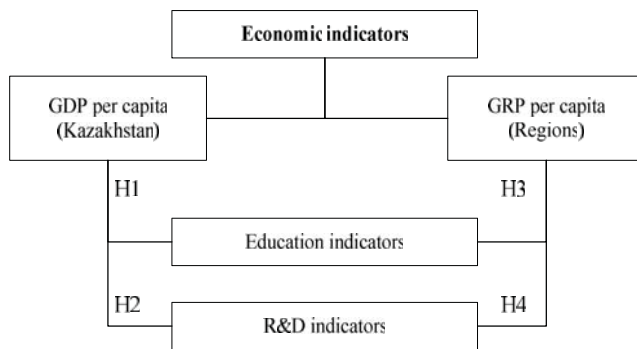 Economic indicators
GDP per capita
(Kazakhstan)
GRP per capita
(Regions)
H1
H3
Education indicators
H2
H4
R&D indicators